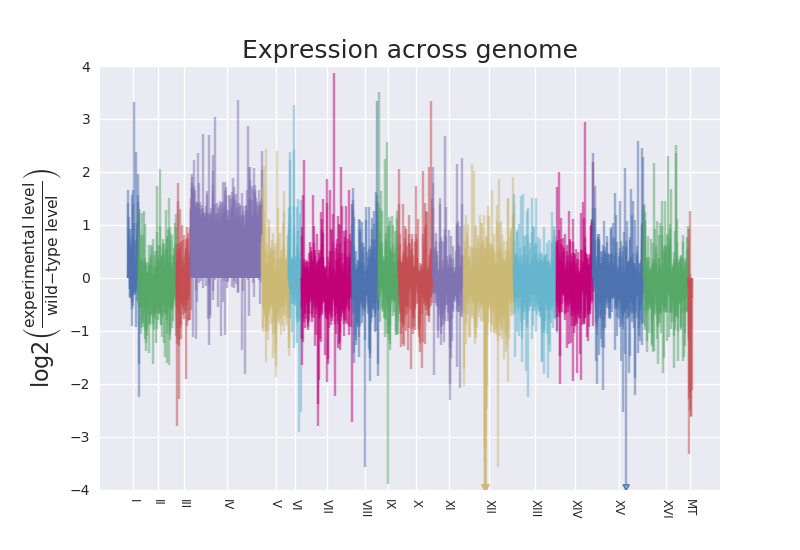 Expression across genome
4
3
2
1
0
−1
−2
−3
−4
log2(experimental level
wild−type level)
I II III IV V VI VII VIII IX X XI XII XIII XIV XV XVI MT